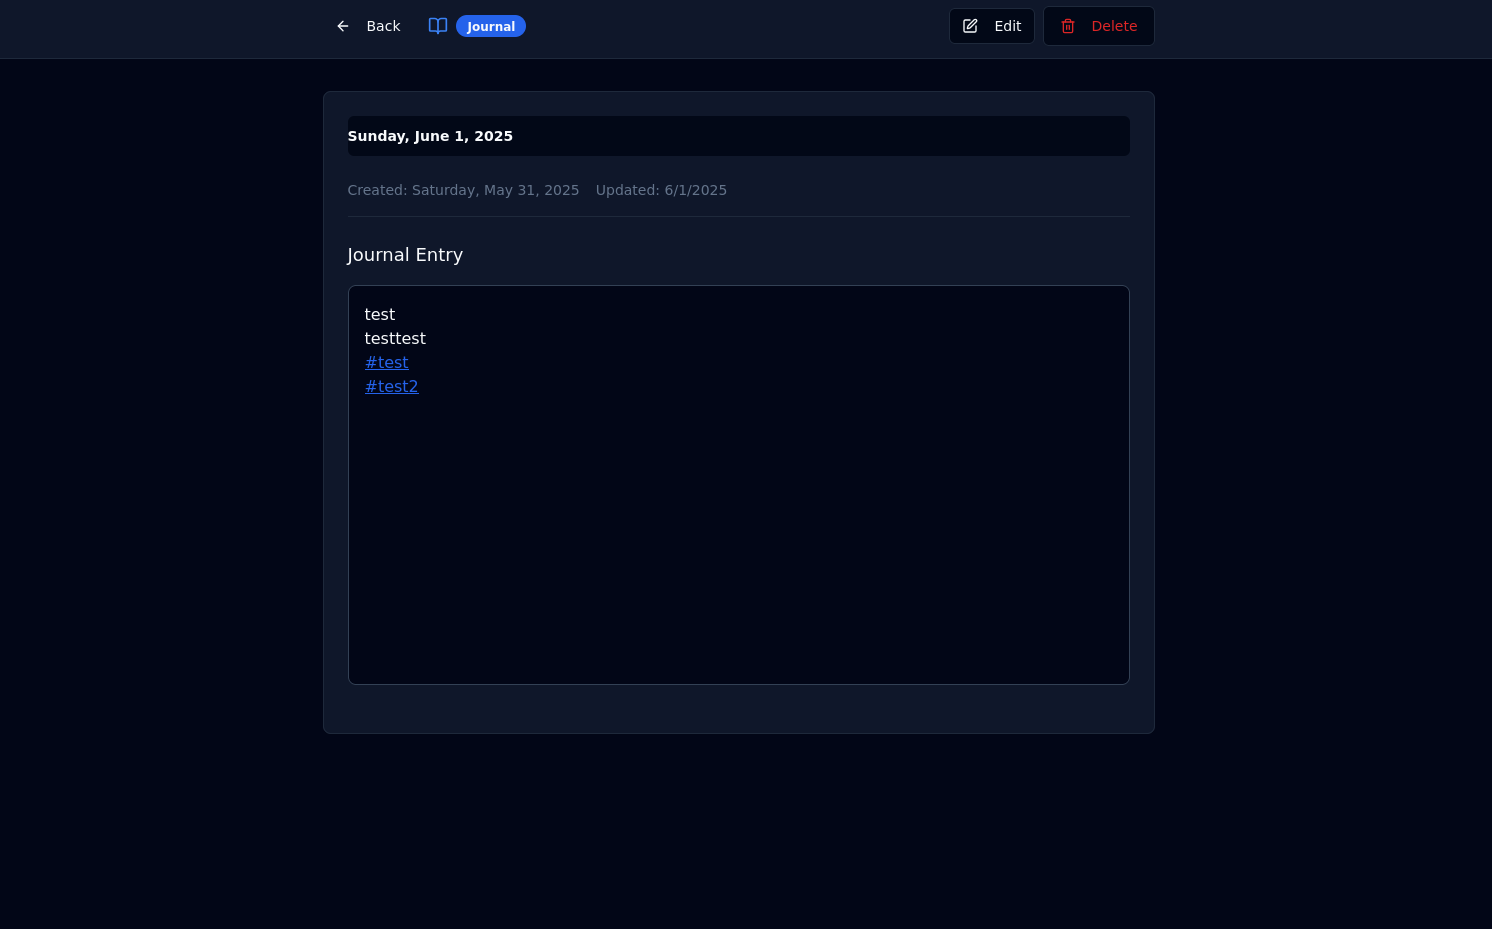 Back Journal Edit Delete
Sunday, June 1, 2025
Created: Saturday, May 31, 2025 Updated: 6/1/2025
Journal Entry
test
testtest
#test
#test2